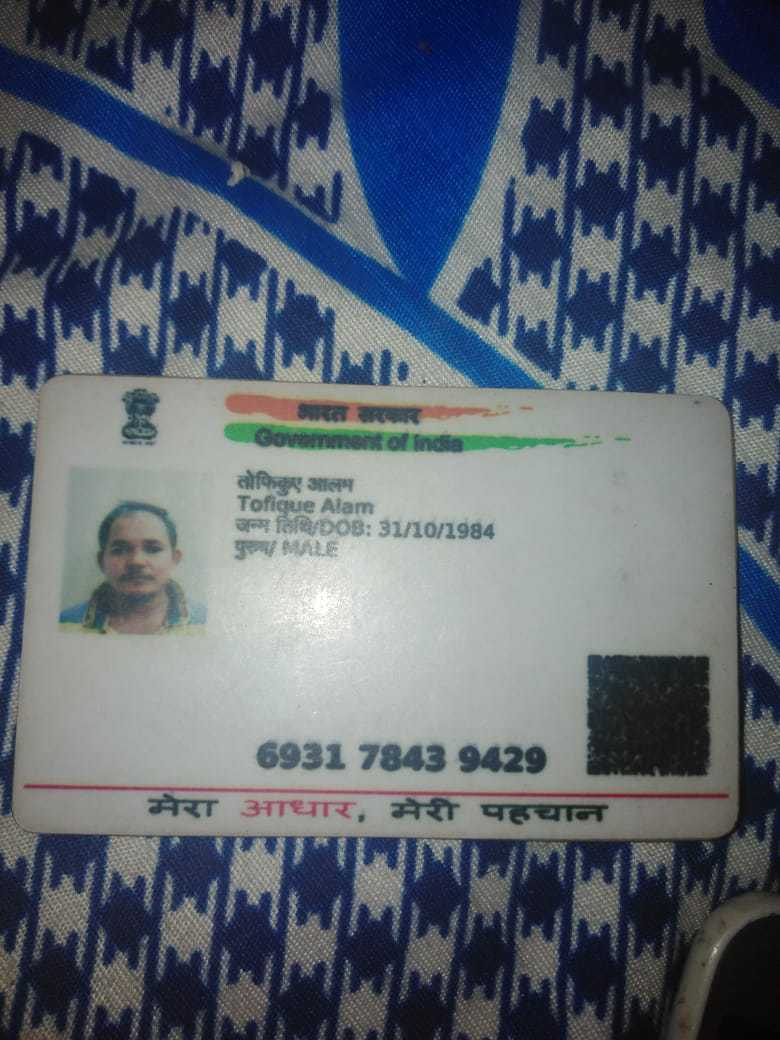 भारत सरकार
Government of India
तोफिकुए आलम
Tofique Alam
जन्म तिथि/DOB: 31/10/1984
पुरुष/ MALE
6931 7843 9429
मेरा आधार, मेरी पहचान